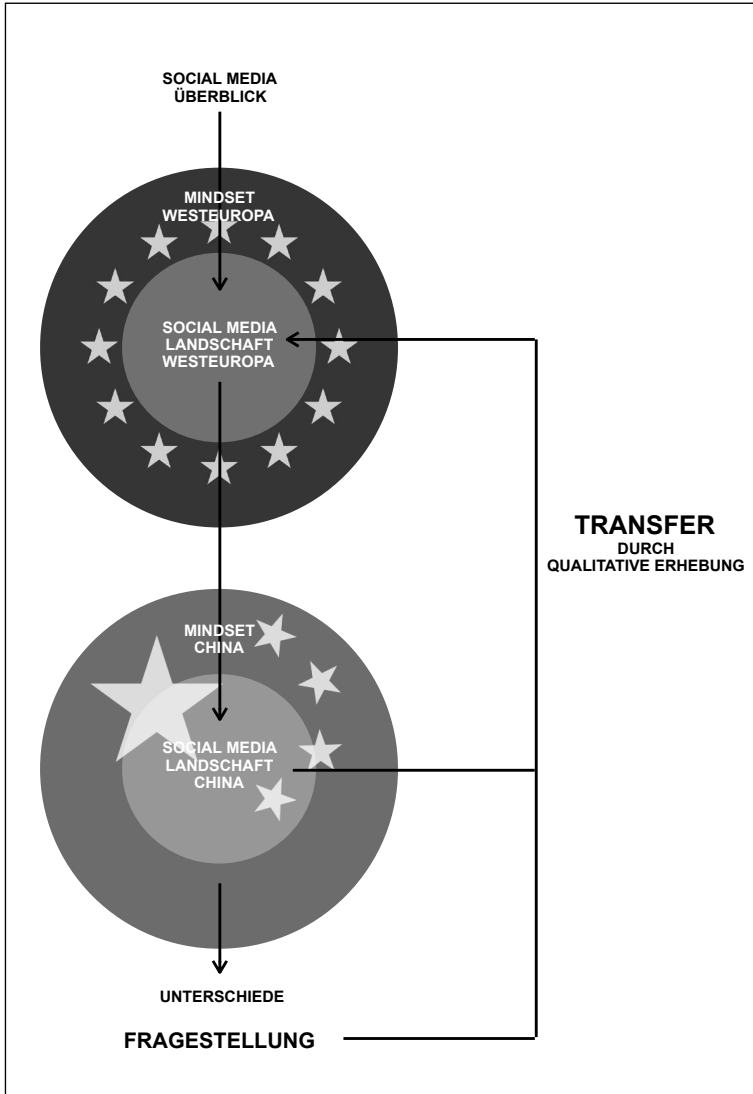 SOCIAL MEDIA
ÜBERBLICK
MINDSET
WESTEUROPA
SOCIAL MEDIA
LANDSCHAFT
WESTEUROPA
TRANSFER
DURCH
QUALITATIVE ERHEBUNG
MINDSET
CHINA
SOCIAL MEDIA
LANDSCHAFT
CHINA
UNTERSCHIEDE
FRAGESTELLUNG